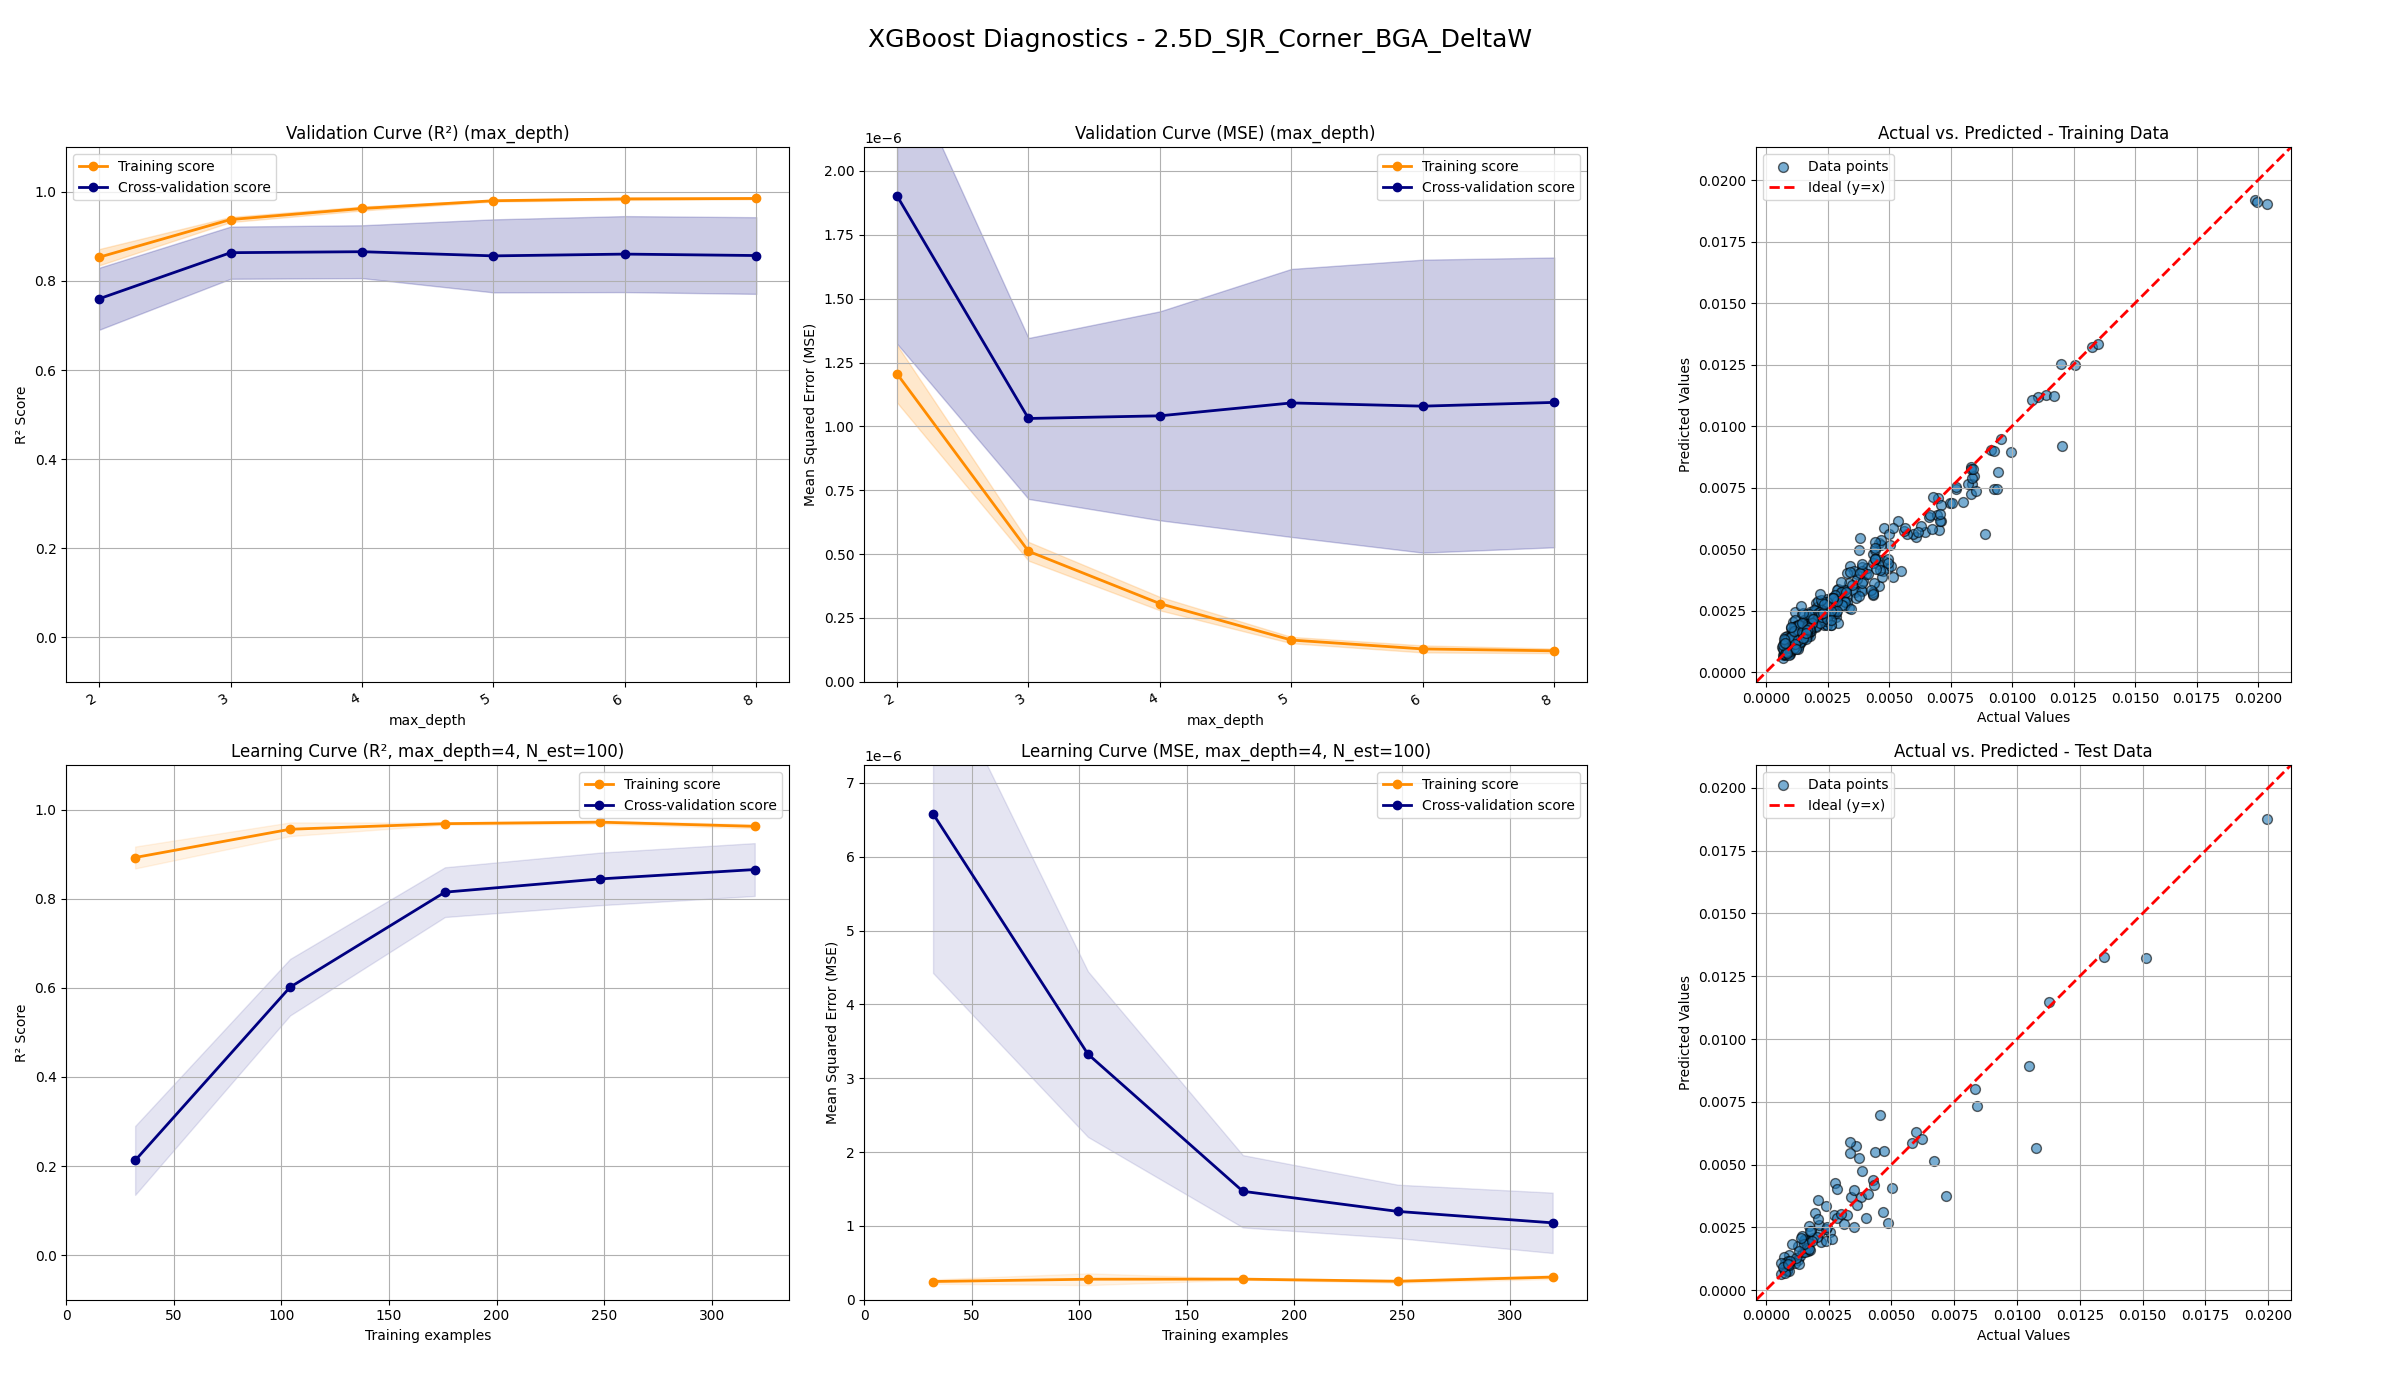 XGBoost Diagnostics - 2.5D_SJR_Corner_BGA_DeltaW
Validation Curve (R²) (max_depth)
Training score
Cross-validation score
R² Score
1.0
0.8
0.6
0.4
0.2
0.0
2
3
4
5
6
8
max_depth
Validation Curve (MSE) (max_depth)
1e−6
Training score
Cross-validation score
Mean Squared Error (MSE)
2.00
1.75
1.50
1.25
1.00
0.75
0.50
0.25
0.00
2
3
4
5
6
8
max_depth
Actual vs. Predicted - Training Data
Data points
Ideal (y=x)
Predicted Values
0.0200
0.0175
0.0150
0.0125
0.0100
0.0075
0.0050
0.0025
0.0000
0.0000 0.0025 0.0050 0.0075 0.0100 0.0125 0.0150 0.0175 0.0200
Actual Values
Learning Curve (R², max_depth=4, N_est=100)
Training score
Cross-validation score
R² Score
1.0
0.8
0.6
0.4
0.2
0.0
0 50 100 150 200 250 300
Training examples
Learning Curve (MSE, max_depth=4, N_est=100)
1e−6
Training score
Cross-validation score
Mean Squared Error (MSE)
7
6
5
4
3
2
1
0
0 50 100 150 200 250 300
Training examples
Actual vs. Predicted - Test Data
Data points
Ideal (y=x)
Predicted Values
0.0200
0.0175
0.0150
0.0125
0.0100
0.0075
0.0050
0.0025
0.0000
0.0000 0.0025 0.0050 0.0075 0.0100 0.0125 0.0150 0.0175 0.0200
Actual Values